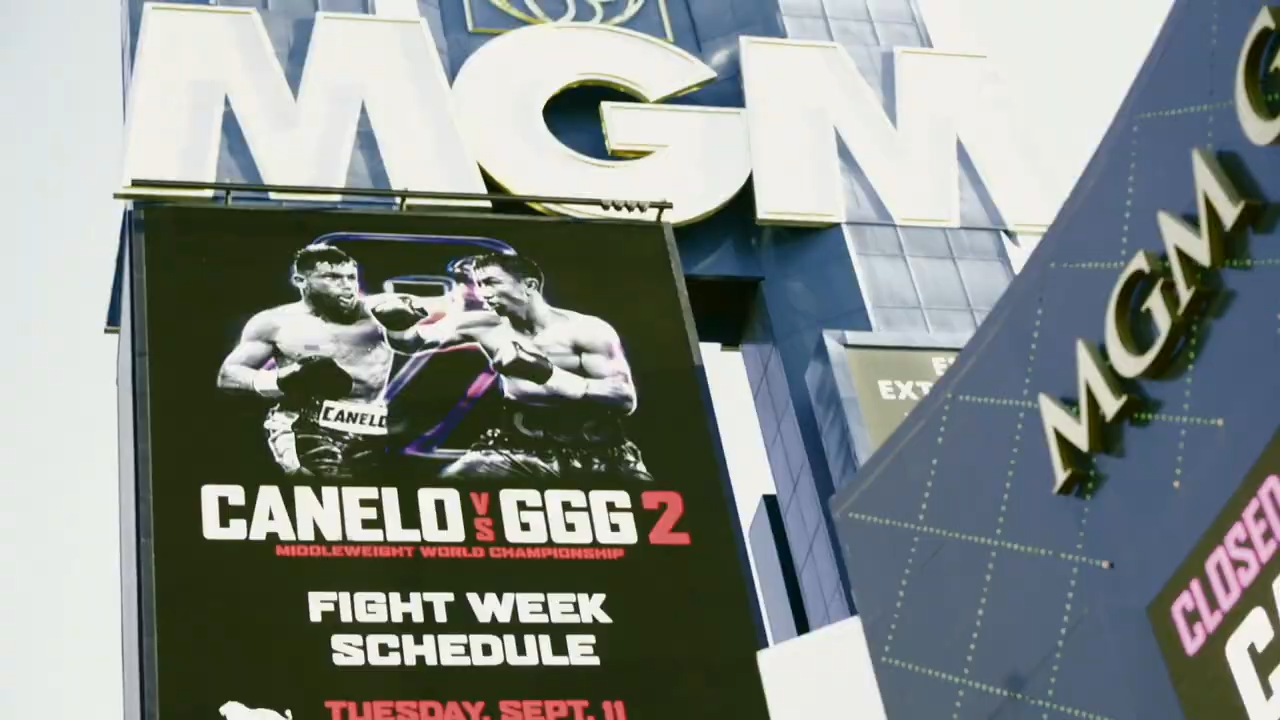 MGM
CANELO
CANELO VS GGG 2
MIDDLEWEIGHT WORLD CHAMPIONSHIP
FIGHT WEEK
SCHEDULE
TUESDAY, SEPT. 11
MGM G
CLOSED